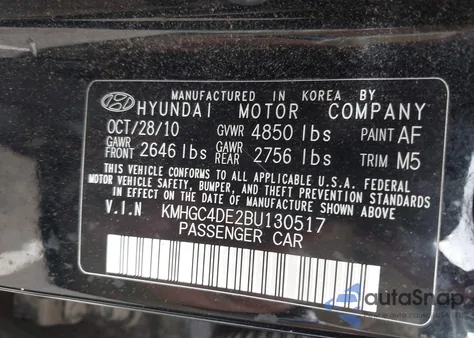 MANUFACTURED IN KOREA BY
HYUNDAI MOTOR COMPANY
OCT/28/10 GVWR 4850 lbs PAINT AF
GAWR FRONT 2646 lbs GAWR REAR 2756 lbs TRIM M5
THIS VEHICLE CONFORMS TO APPLICABLE U.S.A. FEDERAL
MOTOR VEHICLE SAFETY, BUMPER, AND THEFT PREVENTION STANDARDS
IN EFFECT ON THE DATE OF MANUFACTURE SHOWN ABOVE.
V.I.N KMHGC4DE2BU130517
PASSENGER CAR
autoSnap